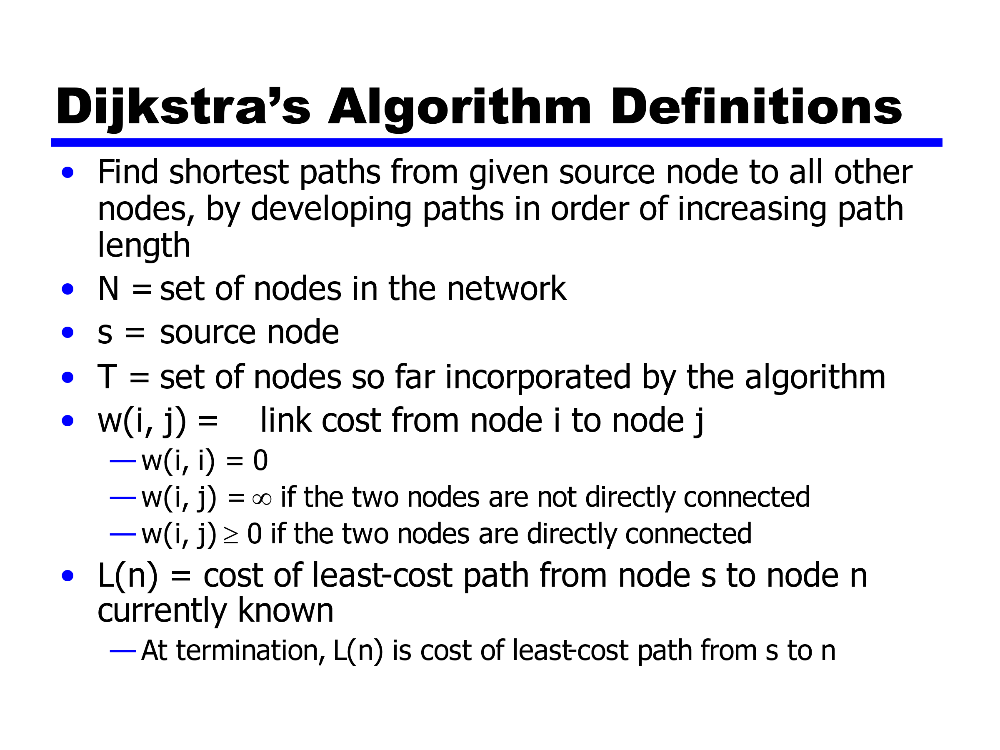 Dijkstra’s Algorithm Definitions
• Find shortest paths from given source node to all other
nodes, by developing paths in order of increasing path
length
• N = set of nodes in the network
• s = source node
• T = set of nodes so far incorporated by the algorithm
• w(i, j) = link cost from node i to node j
— w(i, i) = 0
— w(i, j) = ∞ if the two nodes are not directly connected
— w(i, j) ≥ 0 if the two nodes are directly connected
• L(n) = cost of least-cost path from node s to node n
currently known
— At termination, L(n) is cost of least-cost path from s to n